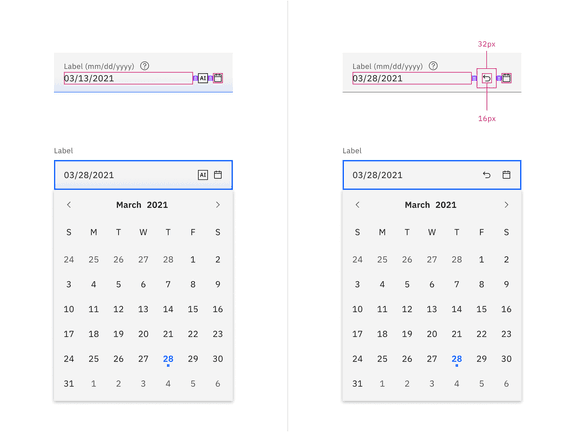 Label (mm/dd/yyyy)
03/13/2021 AI
Label
03/28/2021 AI
March 2021
S M T W T F S
24 25 26 27 28 1 2
3 4 5 6 7 8 9
10 11 12 13 14 15 16
17 18 19 20 21 22 23
24 25 26 27 28 29 30
31 1 2 3 4 5 6
32px
Label (mm/dd/yyyy)
03/28/2021
16px
Label
03/28/2021
March 2021
S M T W T F S
24 25 26 27 28 1 2
3 4 5 6 7 8 9
10 11 12 13 14 15 16
17 18 19 20 21 22 23
24 25 26 27 28 29 30
31 1 2 3 4 5 6